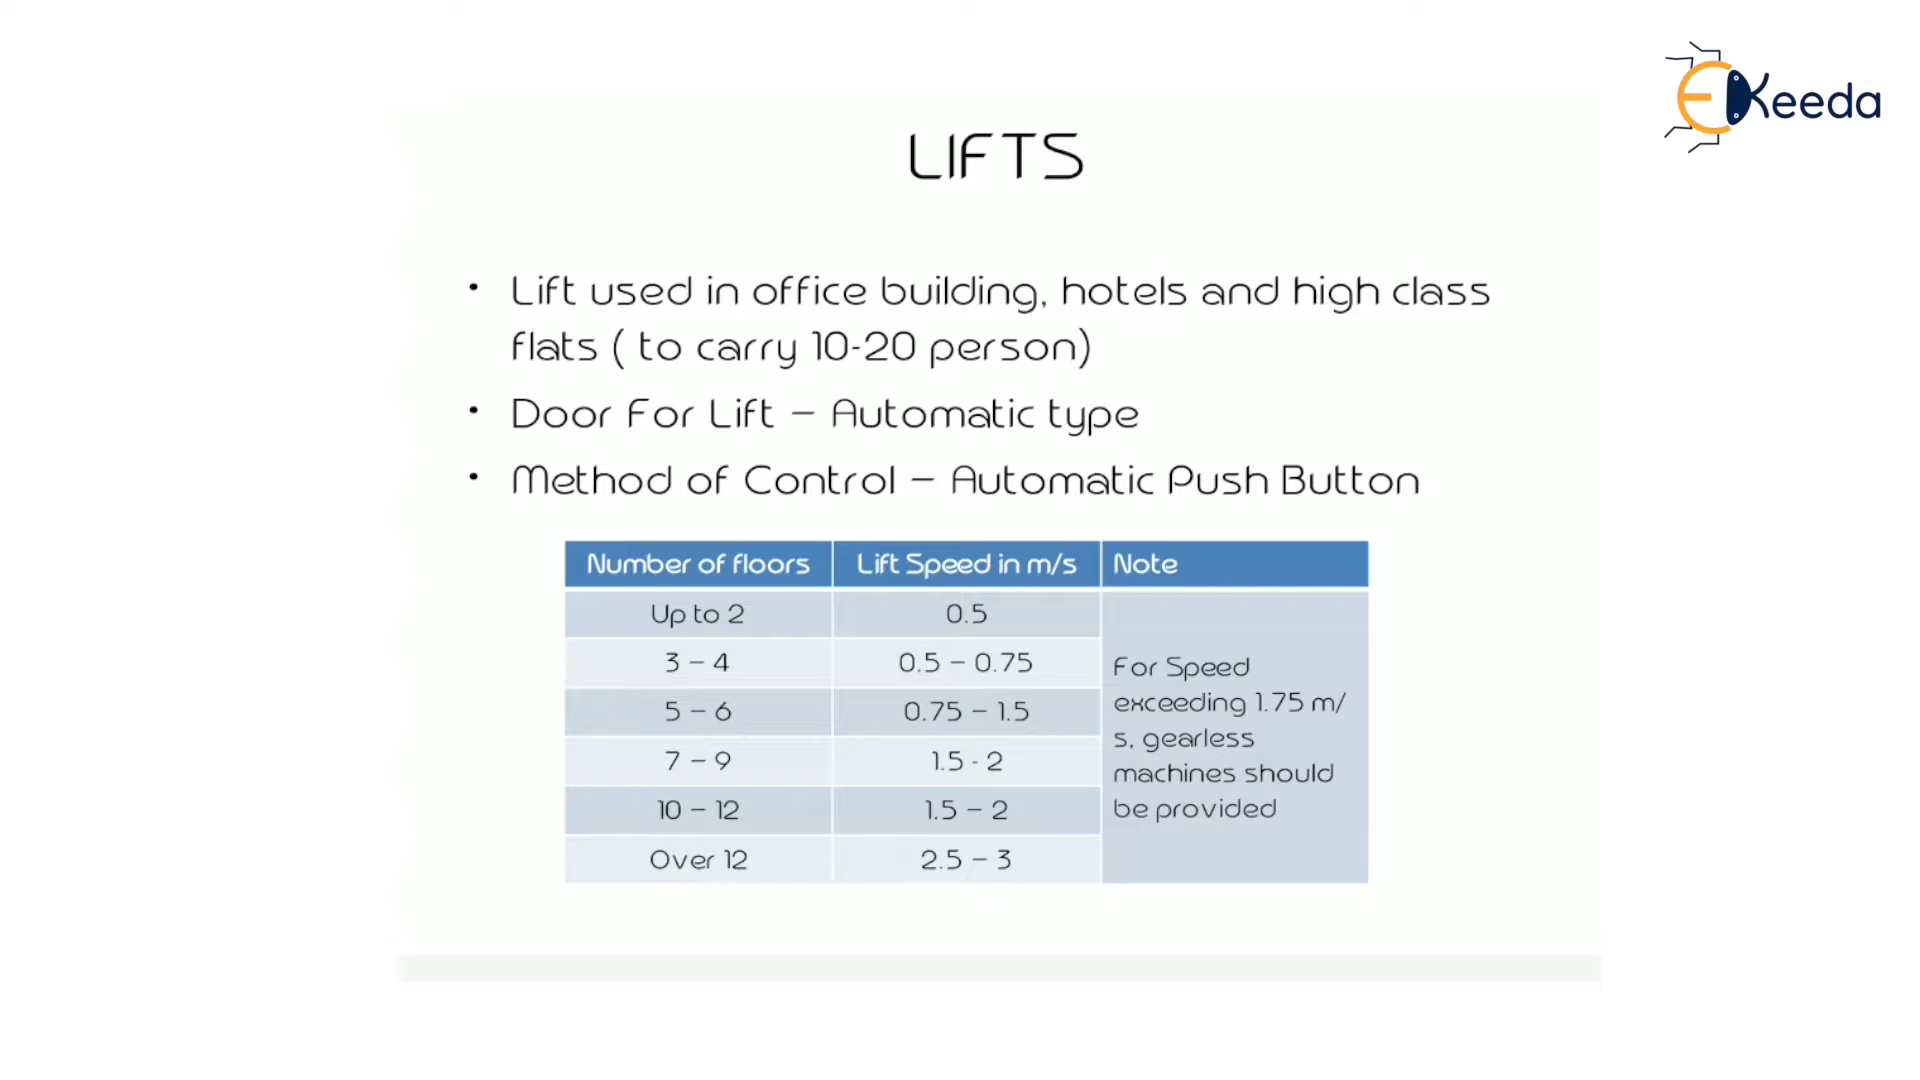 EKeeda
LIFTS
• Lift used in office building, hotels and high class
flats ( to carry 10-20 person)
• Door For Lift – Automatic type
• Method of Control – Automatic Push Button
Number of floors Lift Speed in m/s Note
Up to 2 0.5
3 – 4 0.5 – 0.75
5 – 6 0.75 – 1.5
7 – 9 1.5 - 2
10 – 12 1.5 – 2
Over 12 2.5 – 3
For Speed
exceeding 1.75 m/
s, gearless
machines should
be provided